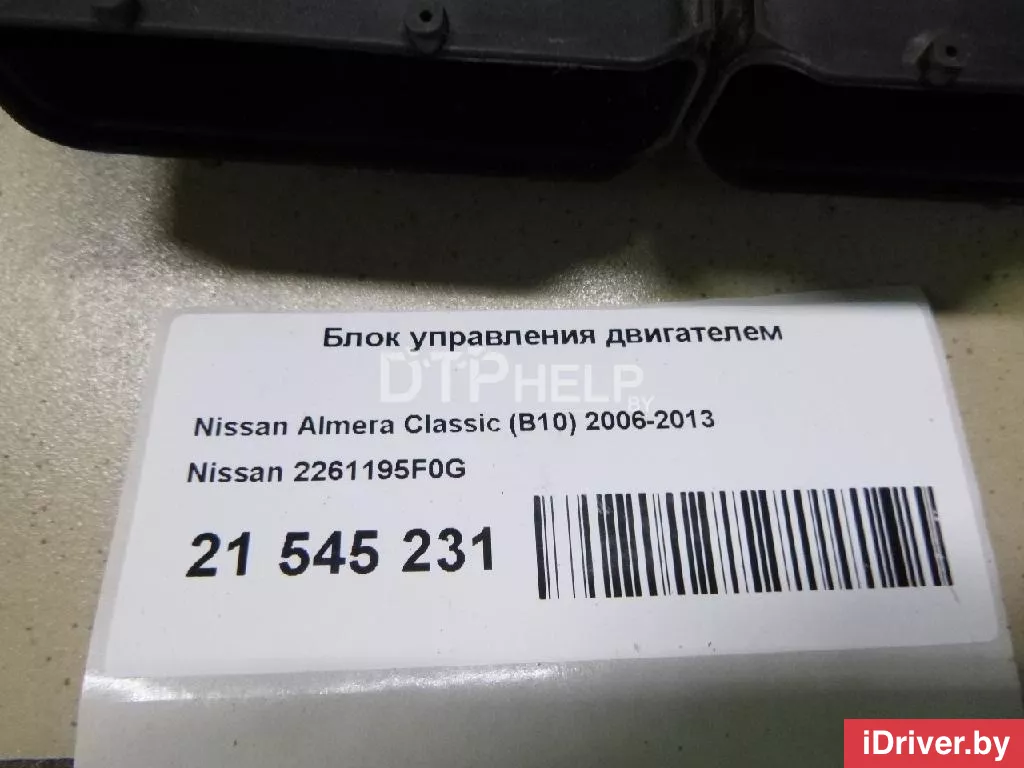 Блок управления двигателем
DTPHELP
BY
Nissan Almera Classic (B10) 2006-2013
Nissan 2261195F0G
21 545 231
iDriver.by